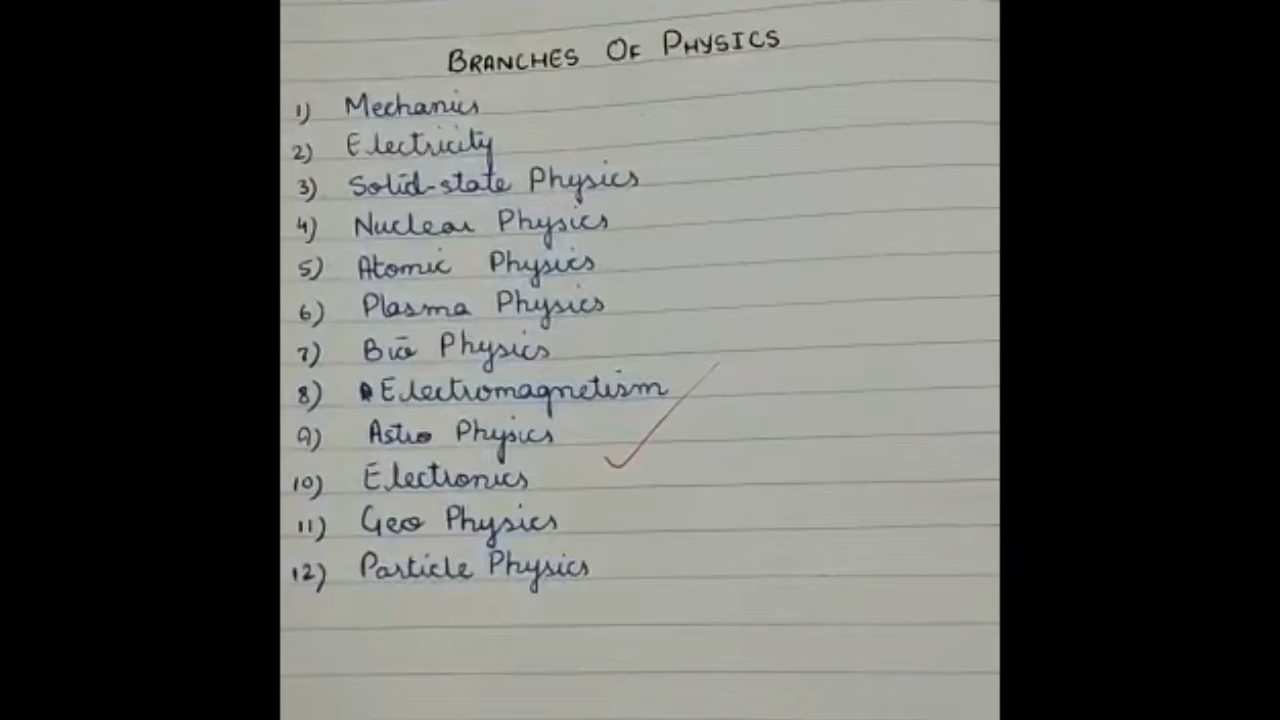 BRANCHES OF PHYSICS
1) Mechanics
2) Electricity
3) Solid-state Physics
4) Nuclear Physics
5) Atomic Physics
6) Plasma Physics
7) Bio Physics
8) Electromagnetism
9) Astro Physics
10) Electronics
11) Geo Physics
12) Particle Physics